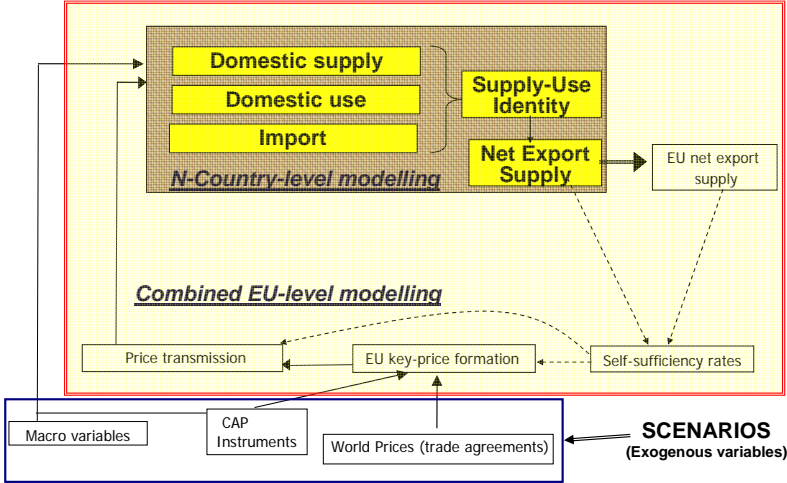 Domestic supply
Domestic use
Import
Supply-Use
Identity
Net Export
Supply
EU net export
supply
N-Country-level modelling
Combined EU-level modelling
Price transmission
EU key-price formation
Self-sufficiency rates
Macro variables
CAP
Instruments
World Prices (trade agreements)
SCENARIOS
(Exogenous variables)